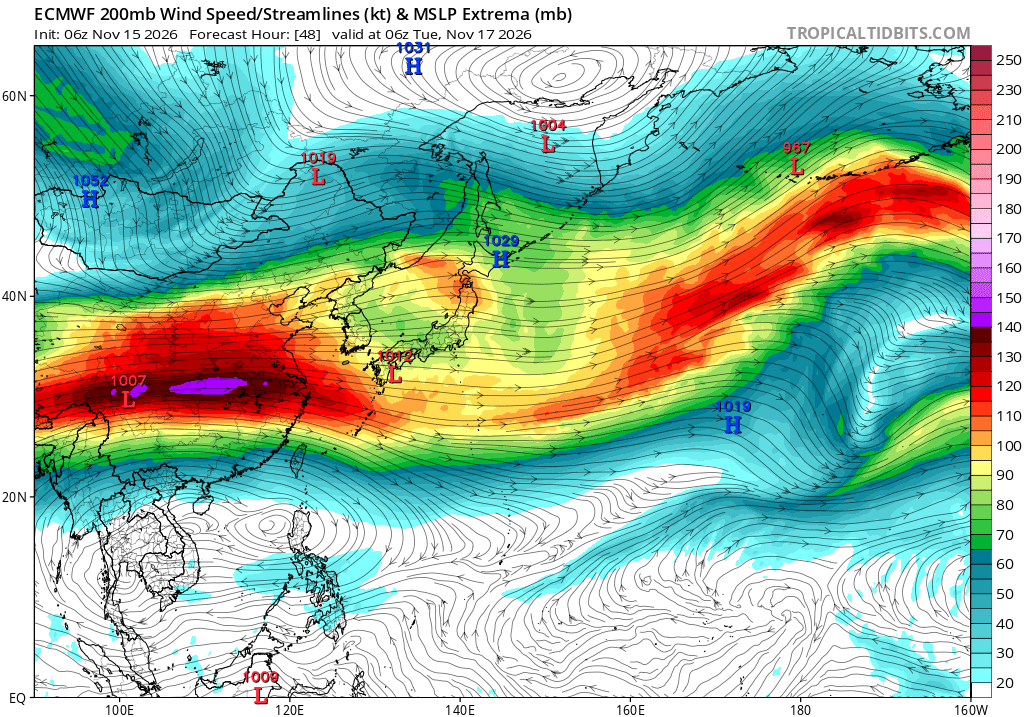 ECMWF 200mb Wind Speed/Streamlines (kt) & MSLP Extrema (mb)
Init: 06z Nov 15 2026 Forecast Hour: [48] valid at 06z Tue, Nov 17 2026
TROPICALTIDBITS.COM
1031
H
1004
L
987
L
1019
L
1052
H
1029
H
1012
L
1007
L
1019
H
1009
L
60N
40N
20N
EQ
100E
120E
140E
160E
180
160W
250
230
210
200
190
180
170
160
150
140
130
120
110
100
90
80
70
60
50
40
30
20